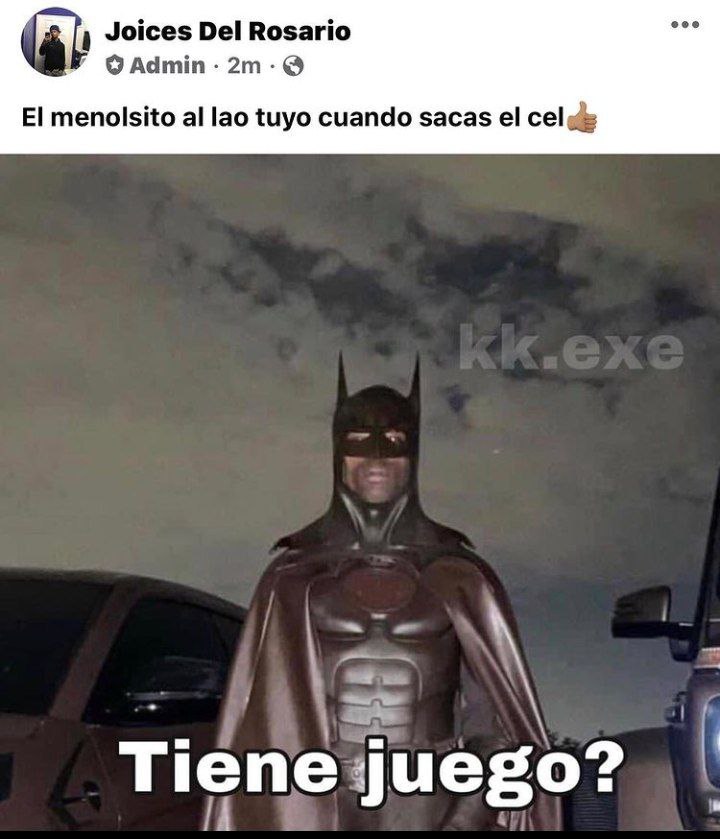 Joices Del Rosario
Admin · 2m ·
El menolsito al lao tuyo cuando sacas el cel👍🏽
kk.exe
Tiene juego?